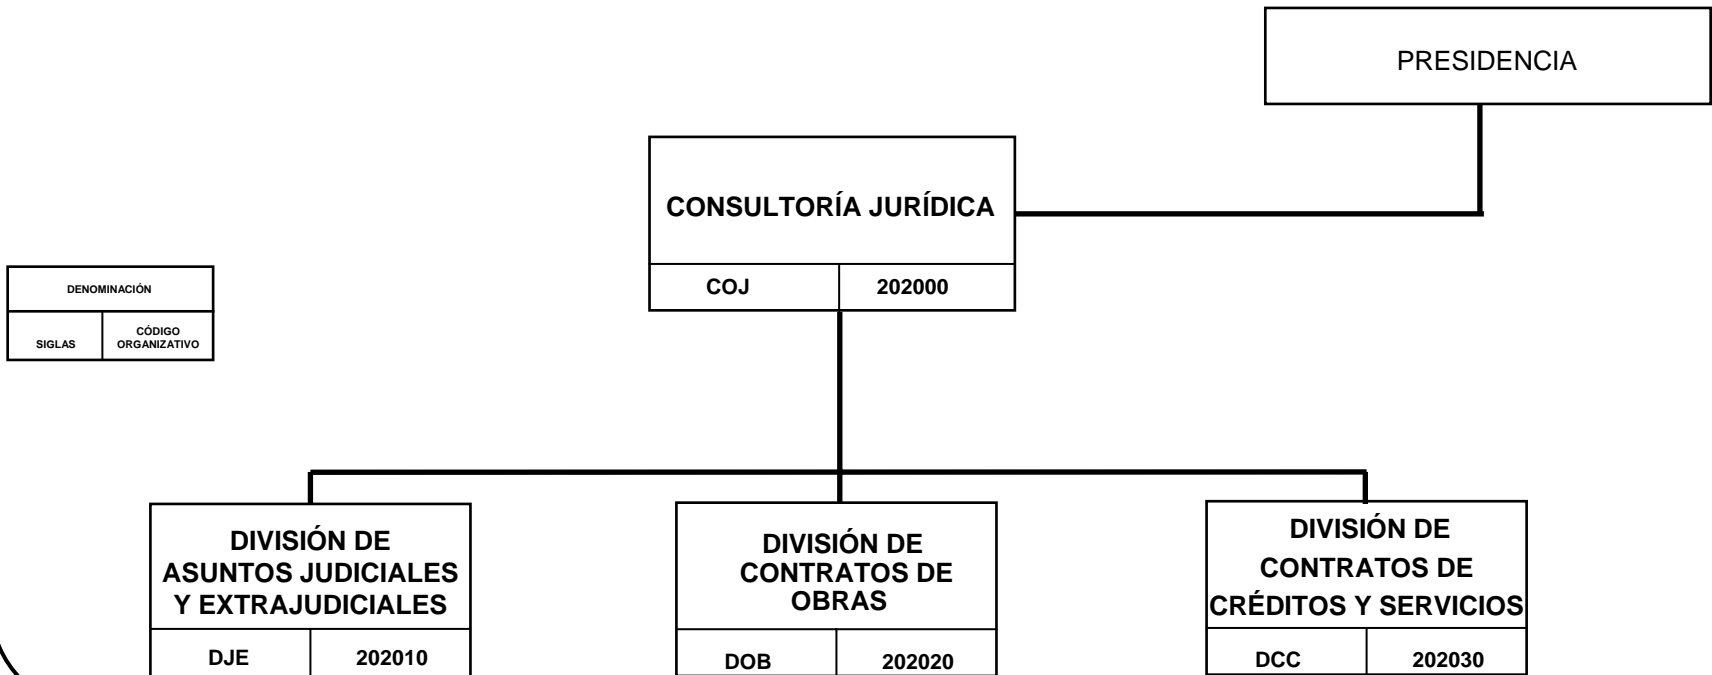 PRESIDENCIA
CONSULTORÍA JURÍDICA
COJ 202000
DENOMINACIÓN
SIGLAS
CÓDIGO
ORGANIZATIVO
DIVISIÓN DE
ASUNTOS JUDICIALES
Y EXTRAJUDICIALES
DJE 202010
DIVISIÓN DE
CONTRATOS DE
OBRAS
DOB 202020
DIVISIÓN DE
CONTRATOS DE
CRÉDITOS Y SERVICIOS
DCC 202030